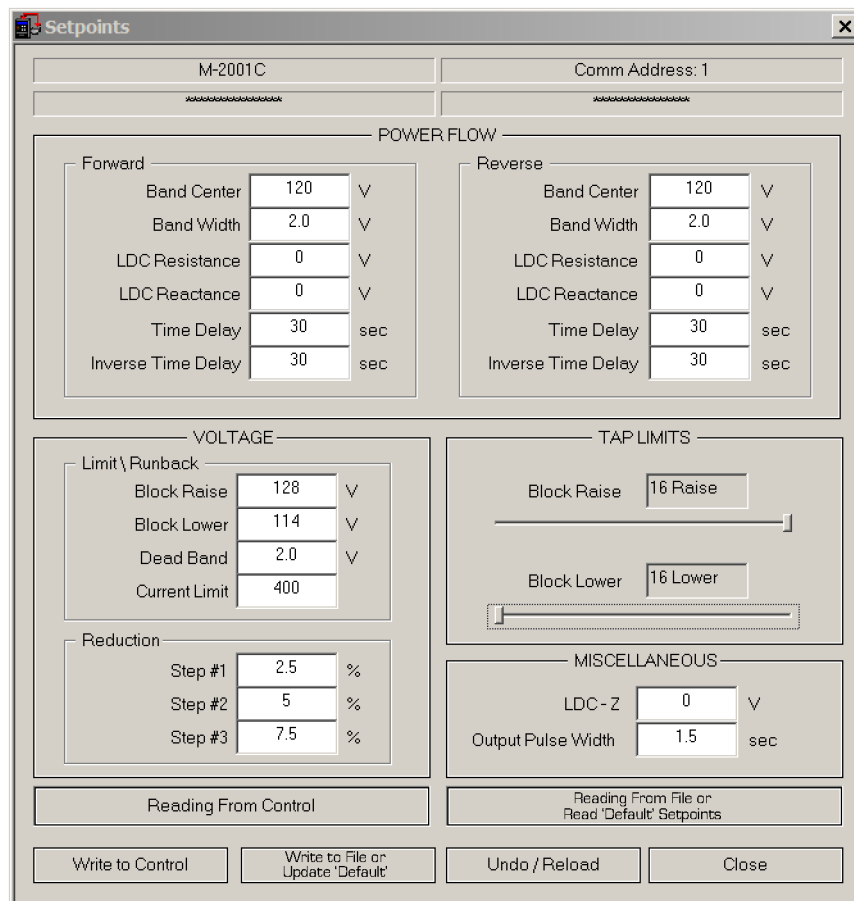 Setpoints
M-2001C
Comm Address: 1
****************
****************
POWER FLOW
Forward
Band Center 120 V
Band Width 2.0 V
LDC Resistance 0 V
LDC Reactance 0 V
Time Delay 30 sec
Inverse Time Delay 30 sec
Reverse
Band Center 120 V
Band Width 2.0 V
LDC Resistance 0 V
LDC Reactance 0 V
Time Delay 30 sec
Inverse Time Delay 30 sec
VOLTAGE
Limit\Runback
Block Raise 128 V
Block Lower 114 V
Dead Band 2.0 V
Current Limit 400
Reduction
Step #1 2.5 %
Step #2 5 %
Step #3 7.5 %
TAP LIMITS
Block Raise 16 Raise
Block Lower 16 Lower
MISCELLANEOUS
LDC - Z 0 V
Output Pulse Width 1.5 sec
Reading From Control
Reading From File or
Read 'Default' Setpoints
Write to Control
Write to File or
Update 'Default'
Undo / Reload
Close